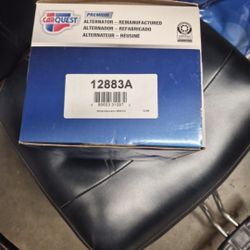 CARQUEST
PREMIUM
ALTERNATOR - REMANUFACTURED
ALTERNADOR - REFABRICADO
ALTERNATEUR - REUSINÉ
12883A